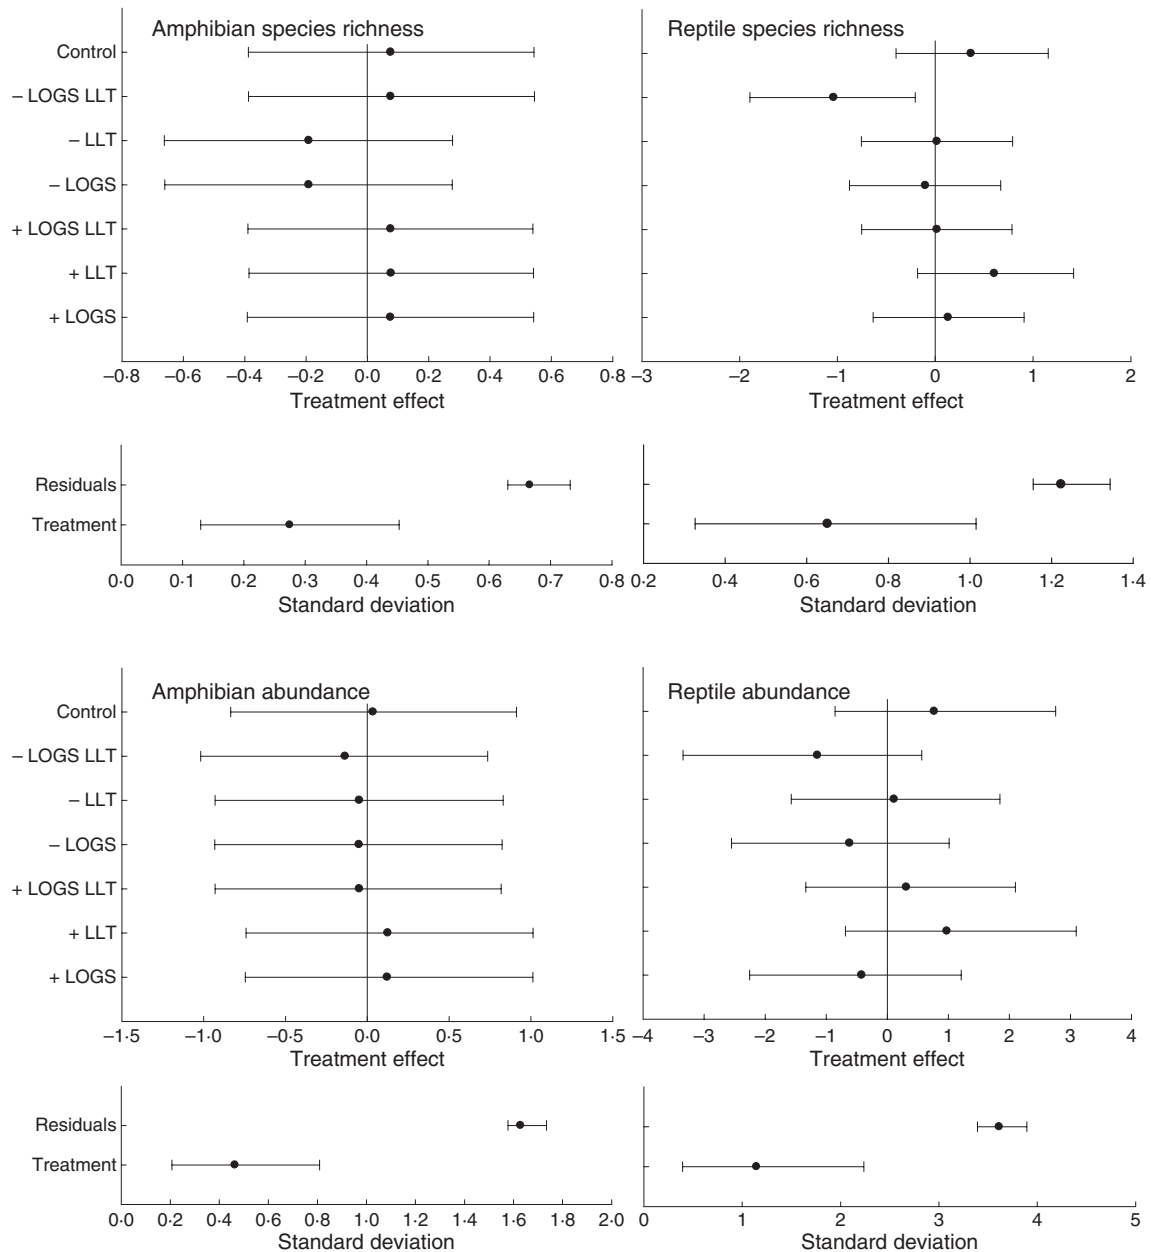 Amphibian species richness
Control
– LOGS LLT
– LLT
– LOGS
+ LOGS LLT
+ LLT
+ LOGS
–0·8 –0·6 –0·4 –0·2 0·0 0·2 0·4 0·6 0·8
Treatment effect
Reptile species richness
–3 –2 –1 0 1 2
Treatment effect
Residuals
Treatment
0·0 0·1 0·2 0·3 0·4 0·5 0·6 0·7 0·8
Standard deviation
0·2 0·4 0·6 0·8 1·0 1·2 1·4
Standard deviation
Amphibian abundance
Control
– LOGS LLT
– LLT
– LOGS
+ LOGS LLT
+ LLT
+ LOGS
–1·5 –1·0 –0·5 0·0 0·5 1·0 1·5
Treatment effect
Reptile abundance
–4 –3 –2 –1 0 1 2 3 4
Treatment effect
Residuals
Treatment
0·0 0·2 0·4 0·6 0·8 1·0 1·2 1·4 1·6 1·8 2·0
Standard deviation
0 1 2 3 4 5
Standard deviation